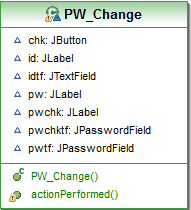 PW_Change
chk: JButton
id: JLabel
idtf: JTextField
pw: JLabel
pwchk: JLabel
pwchktf: JPasswordField
pwtf: JPasswordField
PW_Change()
actionPerformed()